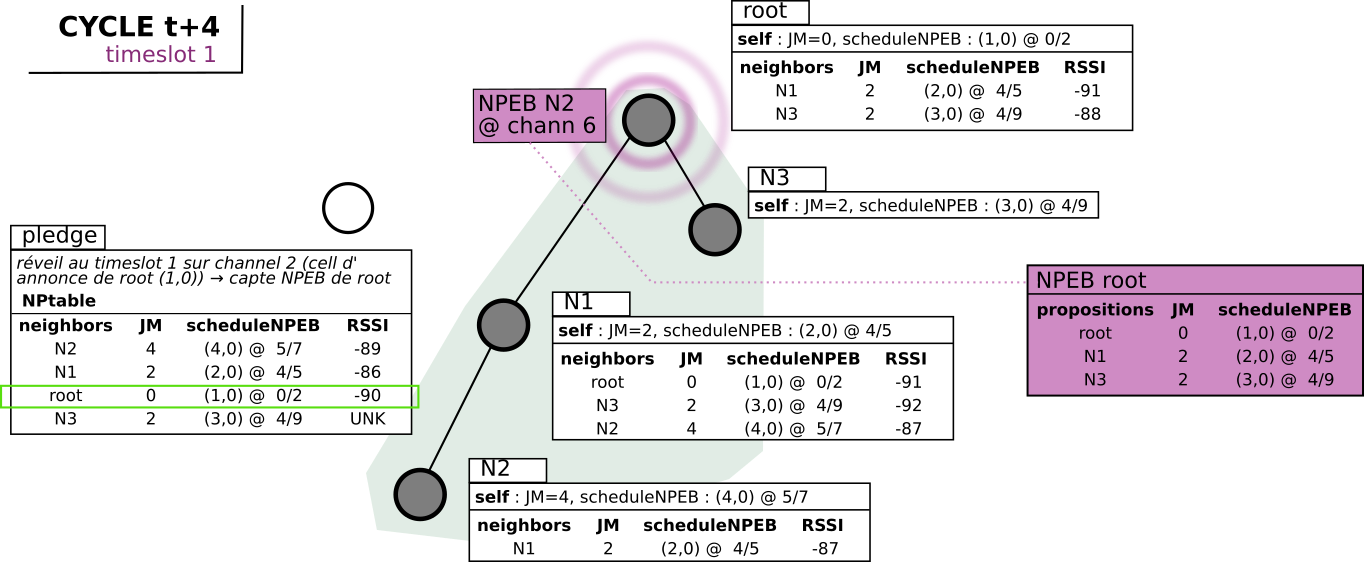 CYCLE t+4
timeslot 1
root
self : JM=0, scheduleNPEB : (1,0) @ 0/2
neighbors JM scheduleNPEB RSSI
N1 2 (2,0) @ 4/5 -91
N3 2 (3,0) @ 4/9 -88
NPEB N2
@ chann 6
N3
self : JM=2, scheduleNPEB : (3,0) @ 4/9
pledge
réveil au timeslot 1 sur channel 2 (cell d'
annonce de root (1,0)) → capte NPEB de root
NPtable
neighbors JM scheduleNPEB RSSI
N2 4 (4,0) @ 5/7 -89
N1 2 (2,0) @ 4/5 -86
root 0 (1,0) @ 0/2 -90
N3 2 (3,0) @ 4/9 UNK
NPEB root
propositions JM scheduleNPEB
root 0 (1,0) @ 0/2
N1 2 (2,0) @ 4/5
N3 2 (3,0) @ 4/9
N1
self : JM=2, scheduleNPEB : (2,0) @ 4/5
neighbors JM scheduleNPEB RSSI
root 0 (1,0) @ 0/2 -91
N3 2 (3,0) @ 4/9 -92
N2 4 (4,0) @ 5/7 -87
N2
self : JM=4, scheduleNPEB : (4,0) @ 5/7
neighbors JM scheduleNPEB RSSI
N1 2 (2,0) @ 4/5 -87